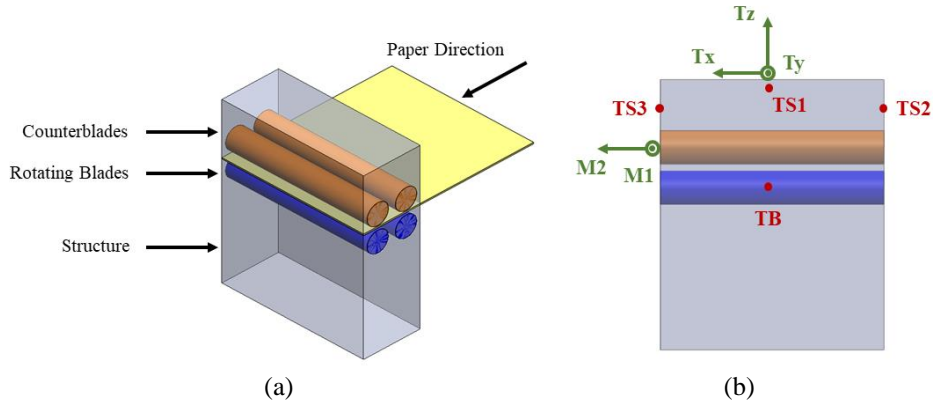 Paper Direction
Counterblades
Rotating Blades
Structure
(a)
Tz
Tx
Ty
TS1
TS3
TS2
M2
M1
TB
(b)